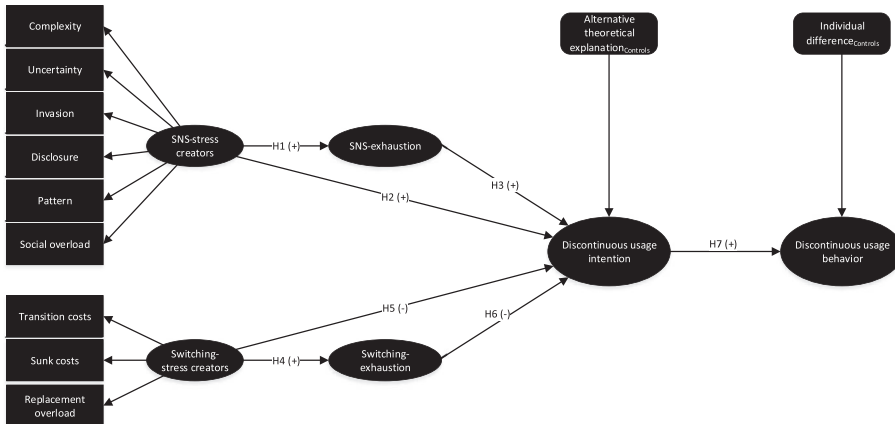 Complexity
Uncertainty
Invasion
Disclosure
Pattern
Social overload
SNS-stress
creators
H1 (+)
SNS-exhaustion
H2 (+)
H3 (+)
Alternative
theoretical
explanationControls
Individual
differenceControls
Discontinuous usage
intention
H7 (+)
Discontinuous usage
behavior
H5 (-)
H6 (-)
Transition costs
Sunk costs
Replacement
overload
Switching-
stress creators
H4 (+)
Switching-
exhaustion